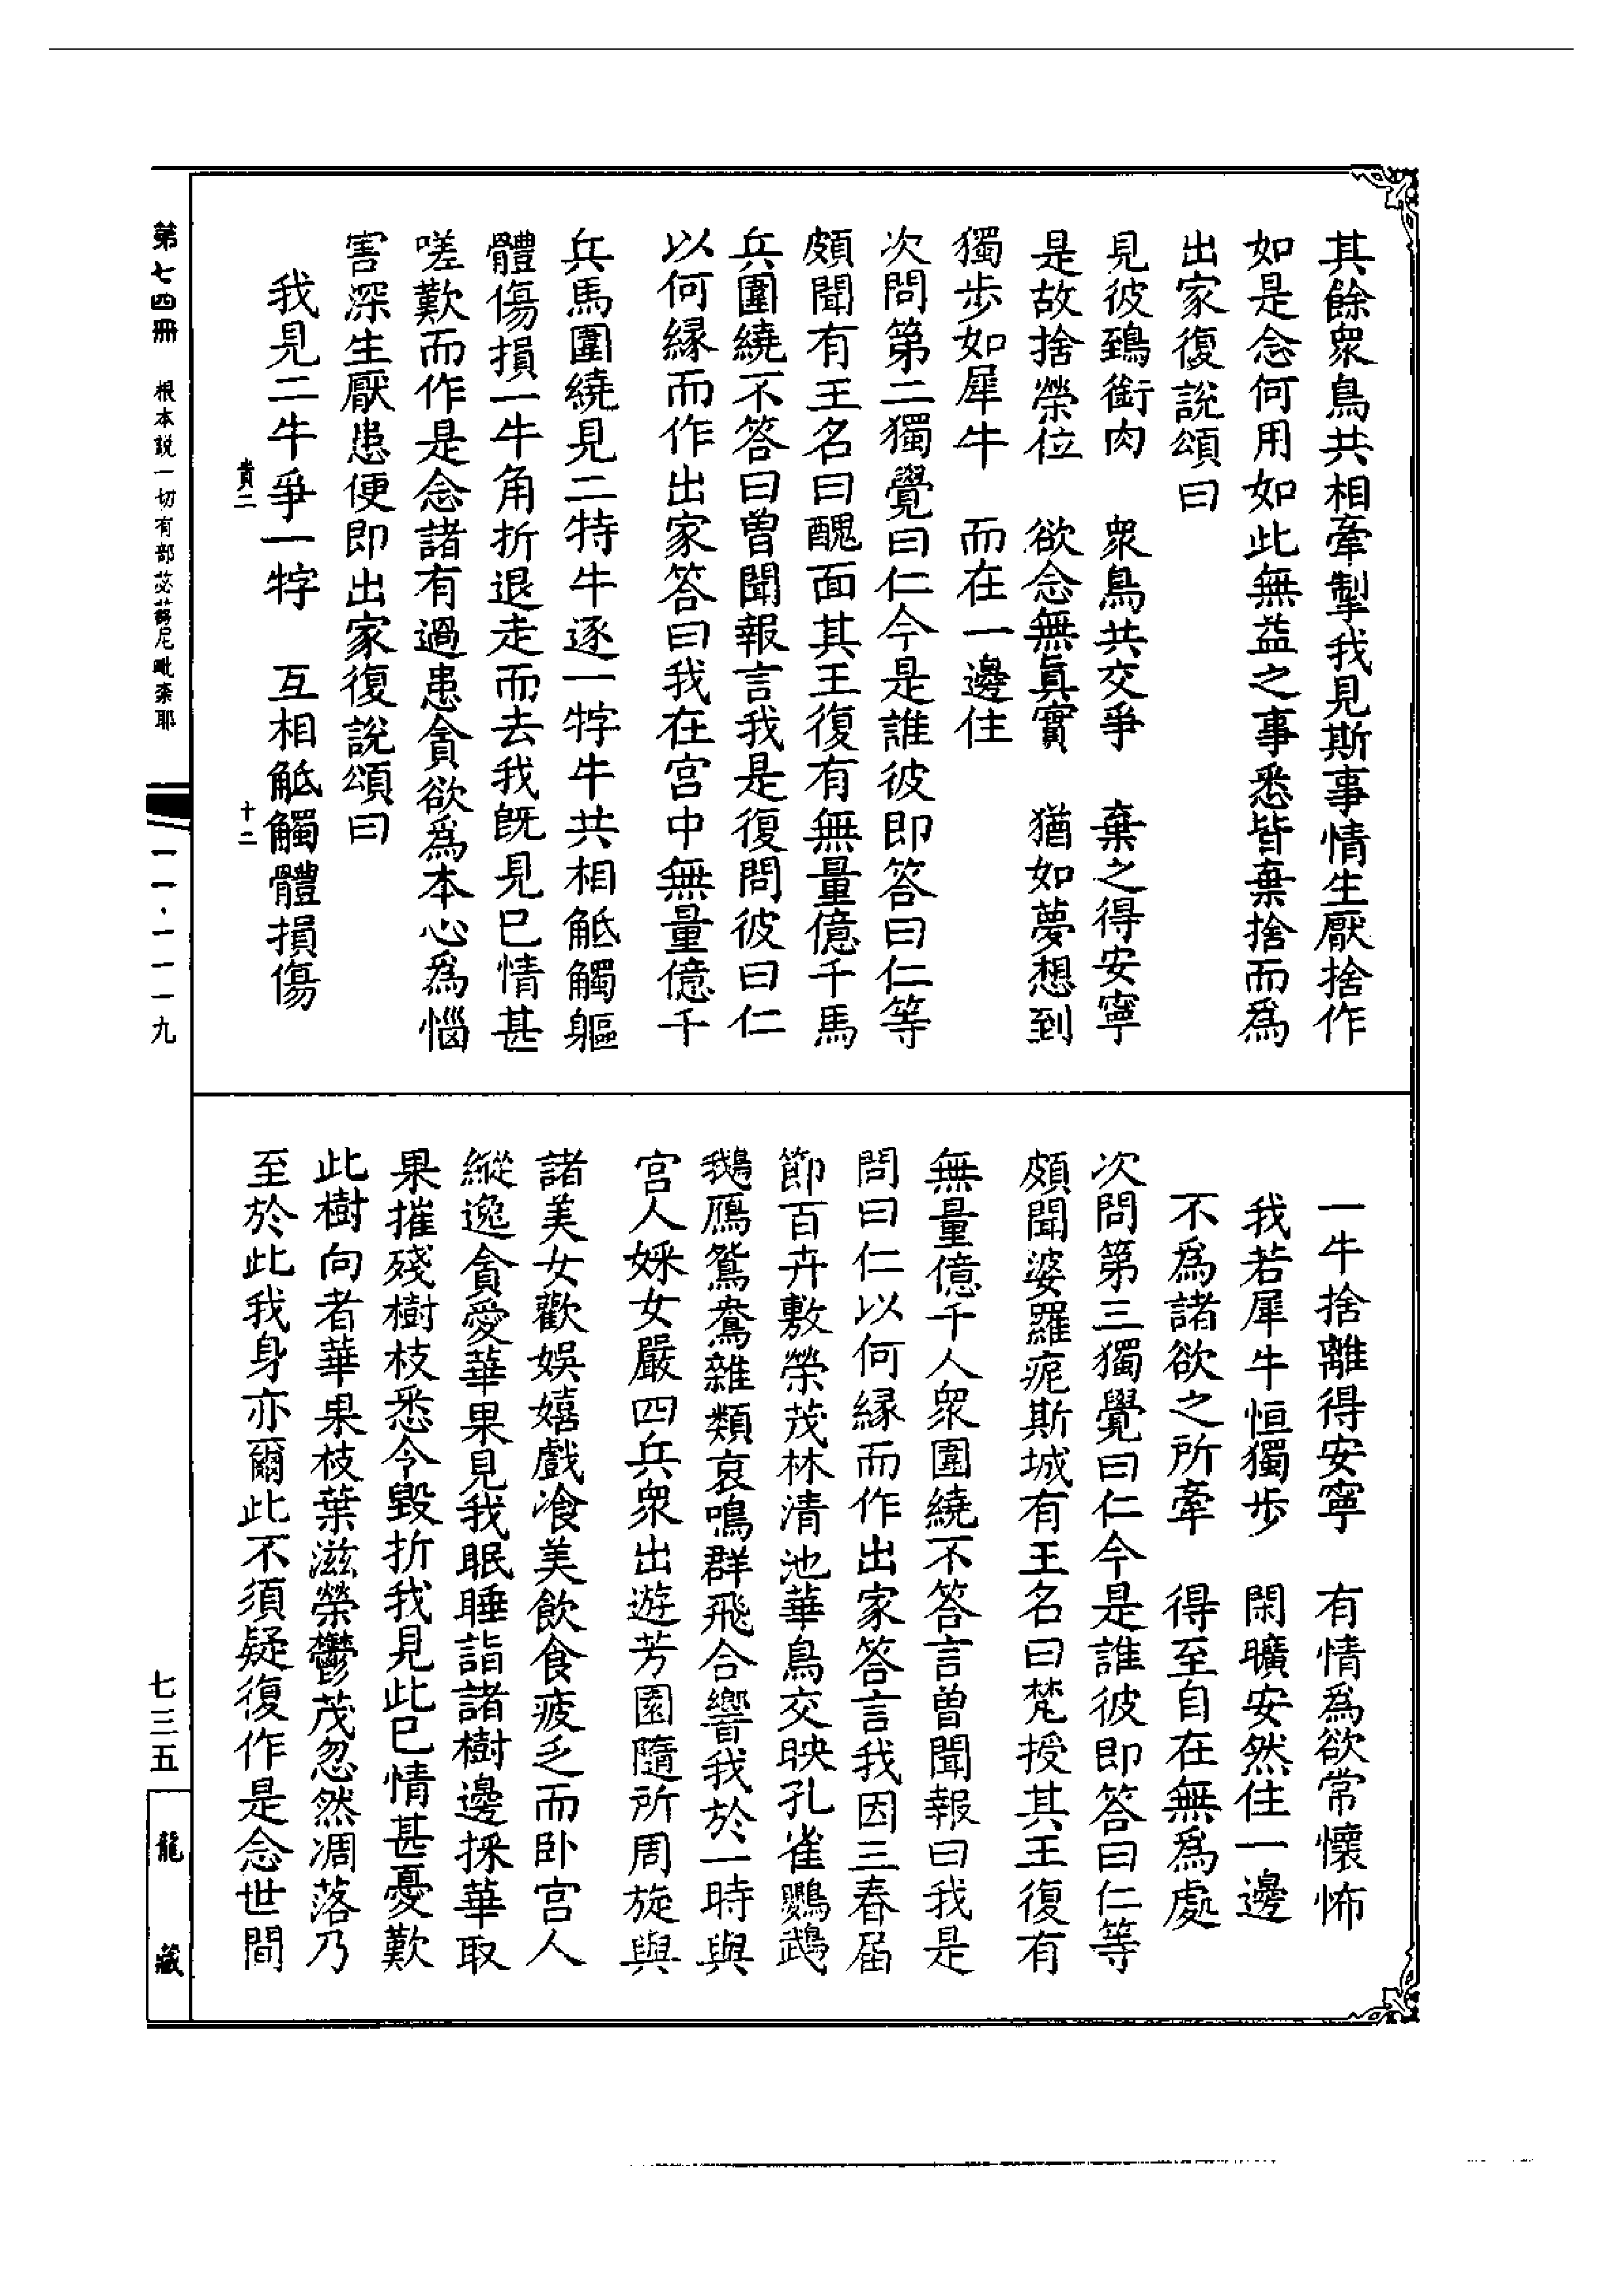 其餘衆鳥共相牽掣我見斯事情生厭捨作
如是念何用如此無益之事悉皆棄捨而爲
出家復說頌曰
見彼鵄銜肉　衆鳥共交爭　棄之得安寧
是故捨榮位　欲念無眞實　猶如夢想到
獨步如犀牛　而在一邊住
次問第二獨覺曰仁今是誰彼即答曰仁等
頗聞有王名曰醜面其王復有無量億千馬
兵圍繞不答曰曾聞報言我是復問彼曰仁
以何緣而作出家答曰我在宮中無量億千
兵馬圍繞見二特牛逐一牸牛共相觝觸軀
體傷損一牛角折退走而去我既見已情甚
嗟歎而作是念諸有過患貪欲爲本心爲惱
害深生厭患便即出家復說頌曰
我見二牛爭一牸　互相觝觸體損傷
一牛捨離得安寧　有情爲欲常懷怖
我若犀牛恒獨步　閑曠安然住一邊
不爲諸欲之所牽　得至自在無爲處
次問第三獨覺曰仁今是誰彼即答曰仁等
頗聞婆羅痆斯城有王名曰梵授其王復有
無量億千人衆圍繞不答言曾聞報曰我是
問曰仁以何緣而作出家答言我因三春屆
節百卉敷榮茂林清池華鳥交映孔雀鸚鵡
鵝鴈鴛鴦雜類哀鳴群飛合響我於一時與
宮人婇女嚴四兵衆出遊芳園隨所周旋與
諸美女歡娛嬉戲飡美飲食疲乏而臥宮人
縱逸貪愛華果見我眠睡詣諸樹邊採華取
果摧殘樹枝悉令毀折我見此已情甚憂歎
此樹向者華果枝葉滋榮鬱茂忽然凋落乃
至於此我身亦爾此不須疑復作是念世間
貴二
十二
第七四冊　根本說一切有部苾蒭尼毗柰耶
一一·一一一九
七三五
龍藏